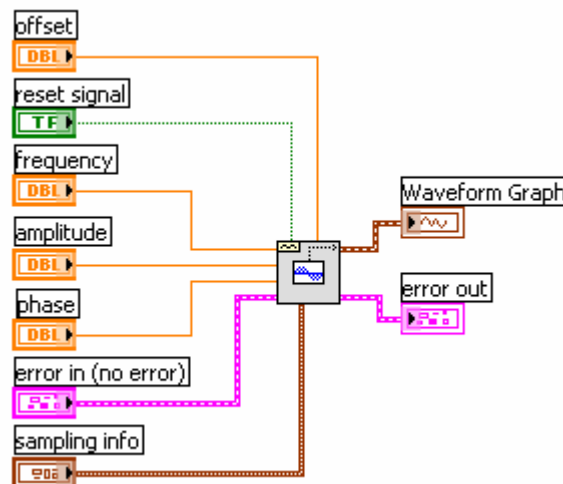 offset
DBL
reset signal
TF
frequency
DBL
Waveform Graph
amplitude
DBL
error out
phase
DBL
error in (no error)
sampling info